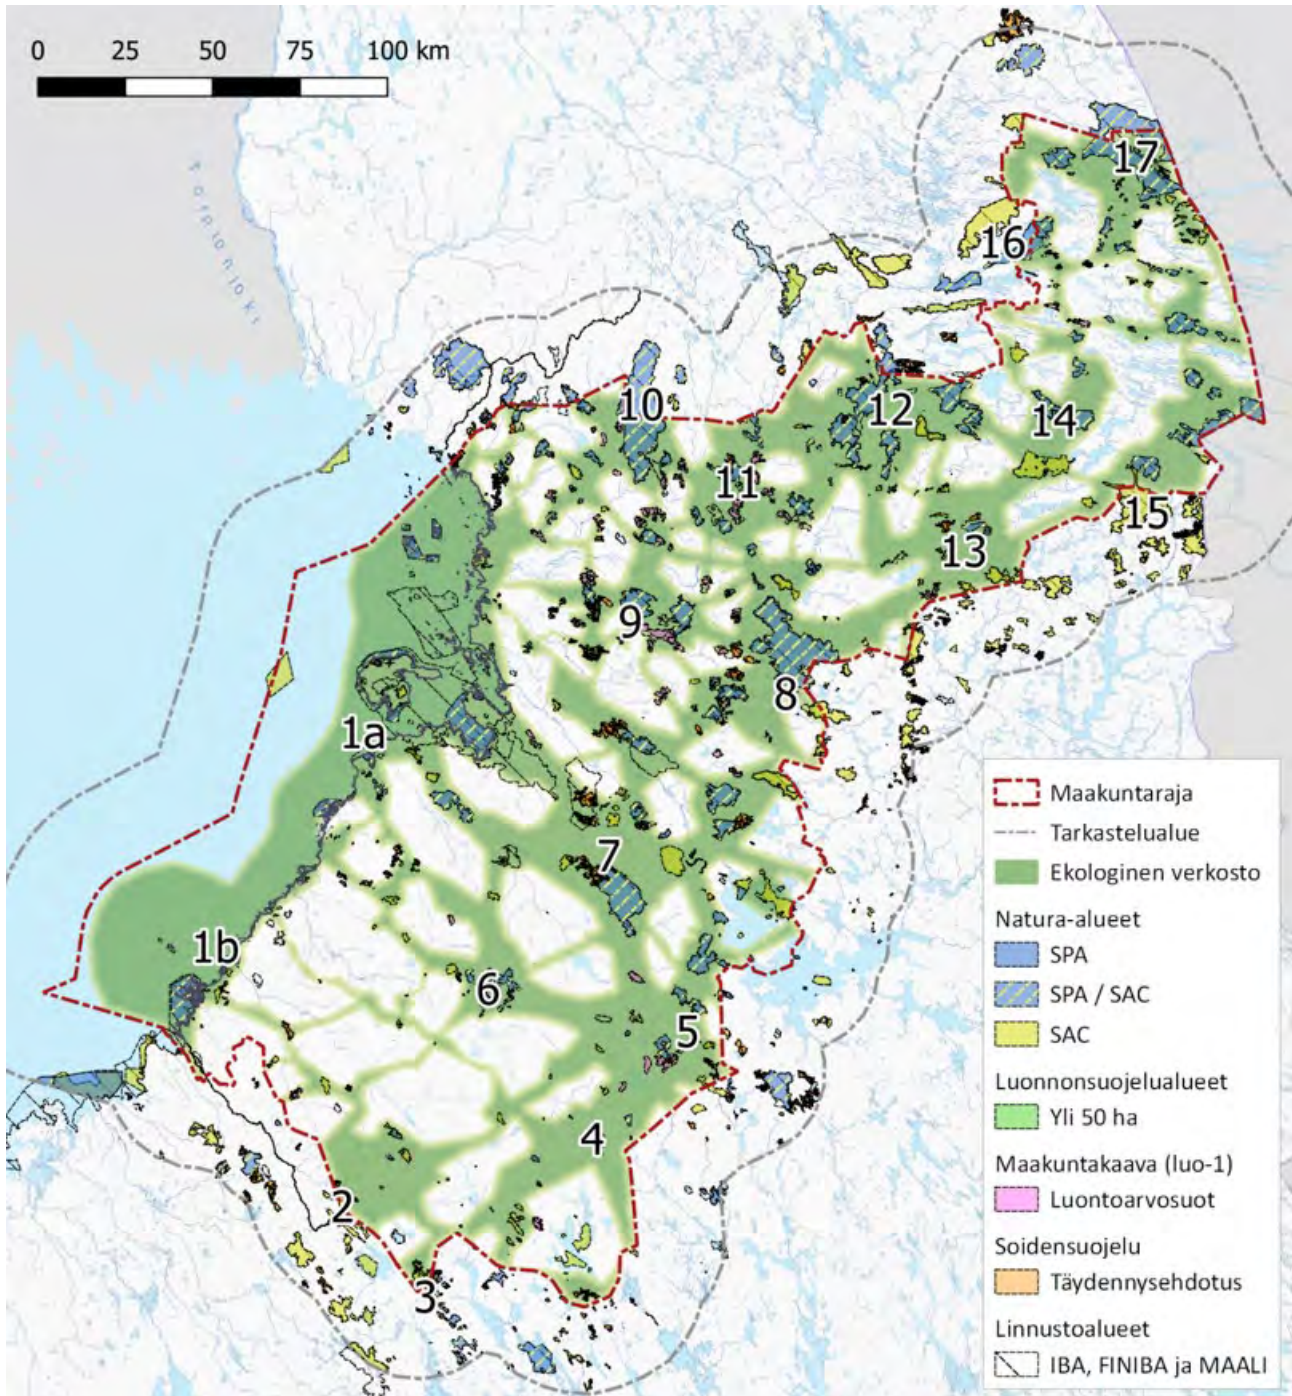 0 25 50 75 100 km
Tornionjoki
17
16
10
12
14
11
15
13
9
8
1a
7
1b
6
5
4
2
3
Maakuntaraja
Tarkastelualue
Ekologinen verkosto
Natura-alueet
SPA
SPA / SAC
SAC
Luonnonsuojelualueet
Yli 50 ha
Maakuntakaava (luo-1)
Luontoarvosuot
Soidensuojelu
Täydennysehdotus
Linnustoalueet
IBA, FINIBA ja MAALI